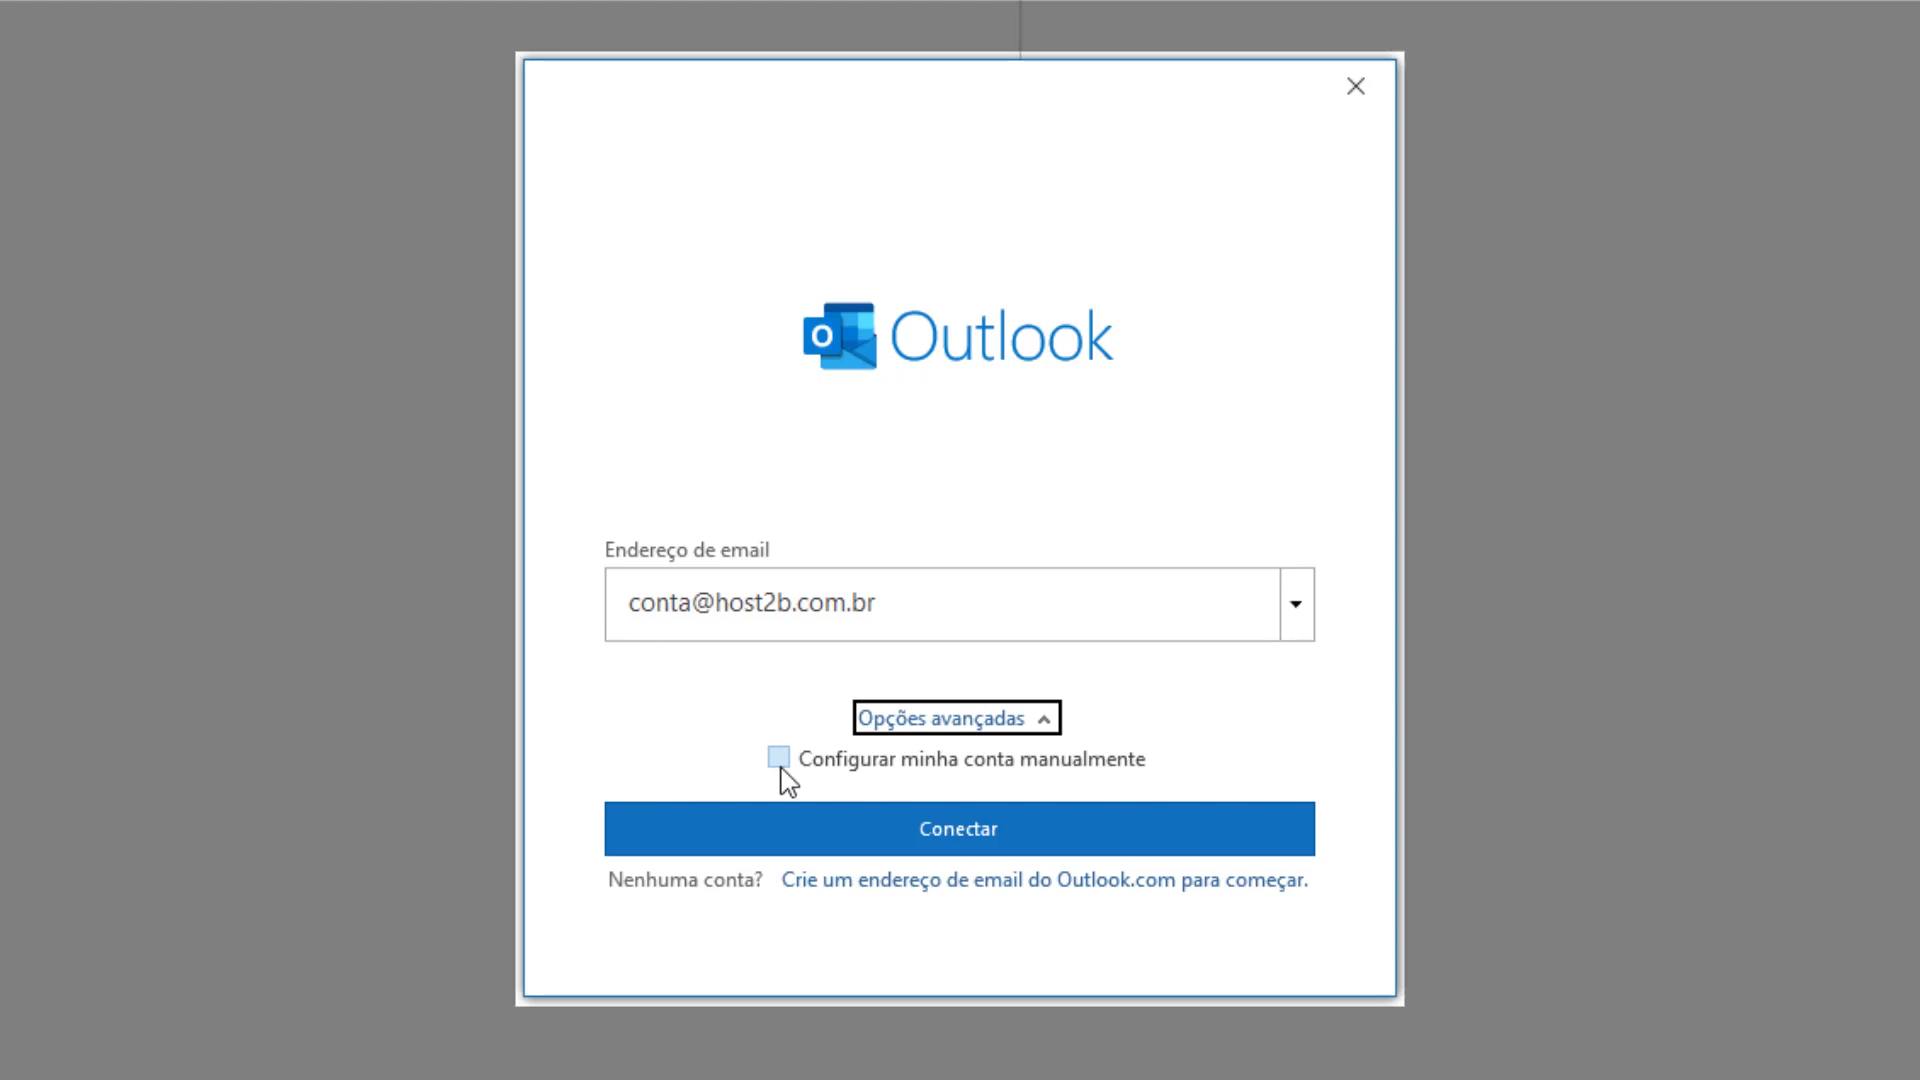 Outlook
Endereço de email
conta@host2b.com.br
Opções avançadas
Configurar minha conta manualmente
Conectar
Nenhuma conta? Crie um endereço de email do Outlook.com para começar.